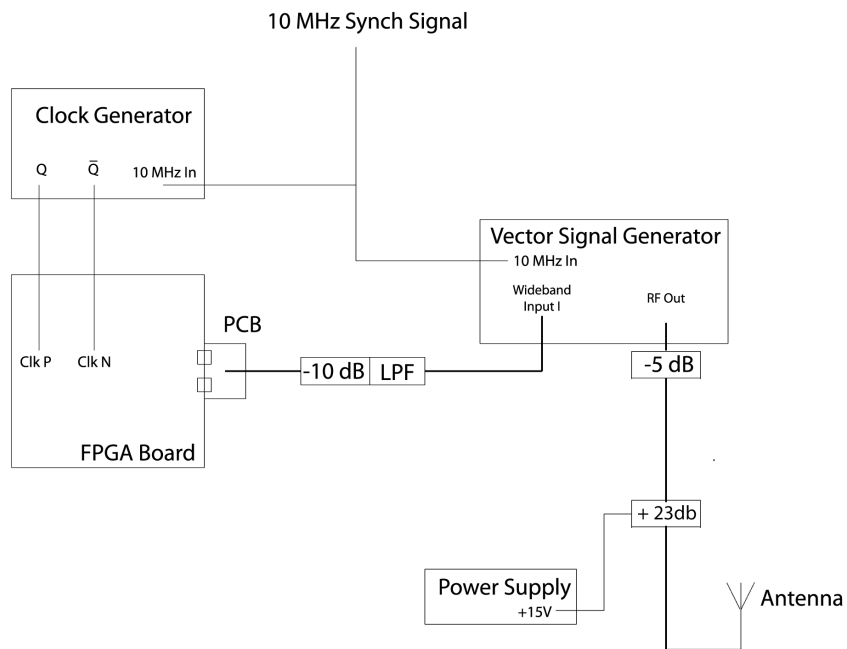 10 MHz Synch Signal
Clock Generator
Q
Q̅
10 MHz In
Vector Signal Generator
10 MHz In
Wideband
Input I
RF Out
PCB
Clk P
Clk N
-10 dB
LPF
-5 dB
FPGA Board
+ 23db
Power Supply
+15V
Antenna